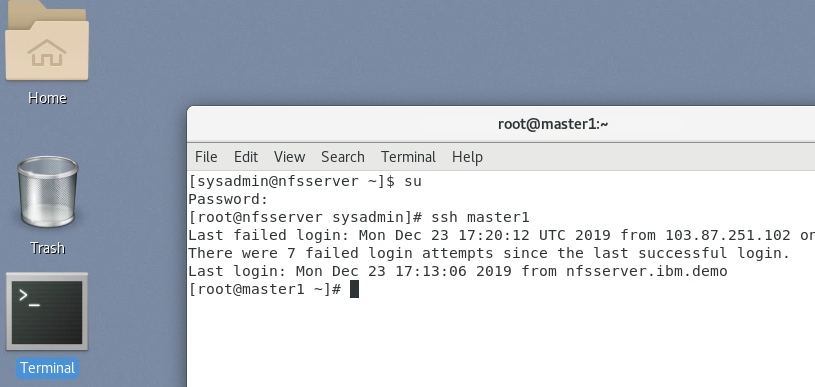 Home
Trash
Terminal
root@master1:~
File Edit View Search Terminal Help
[sysadmin@nfsserver ~]$ su
Password:
[root@nfsserver sysadmin]# ssh master1
Last failed login: Mon Dec 23 17:20:12 UTC 2019 from 103.87.251.102 on
There were 7 failed login attempts since the last successful login.
Last login: Mon Dec 23 17:13:06 2019 from nfsserver.ibm.demo
[root@master1 ~]#